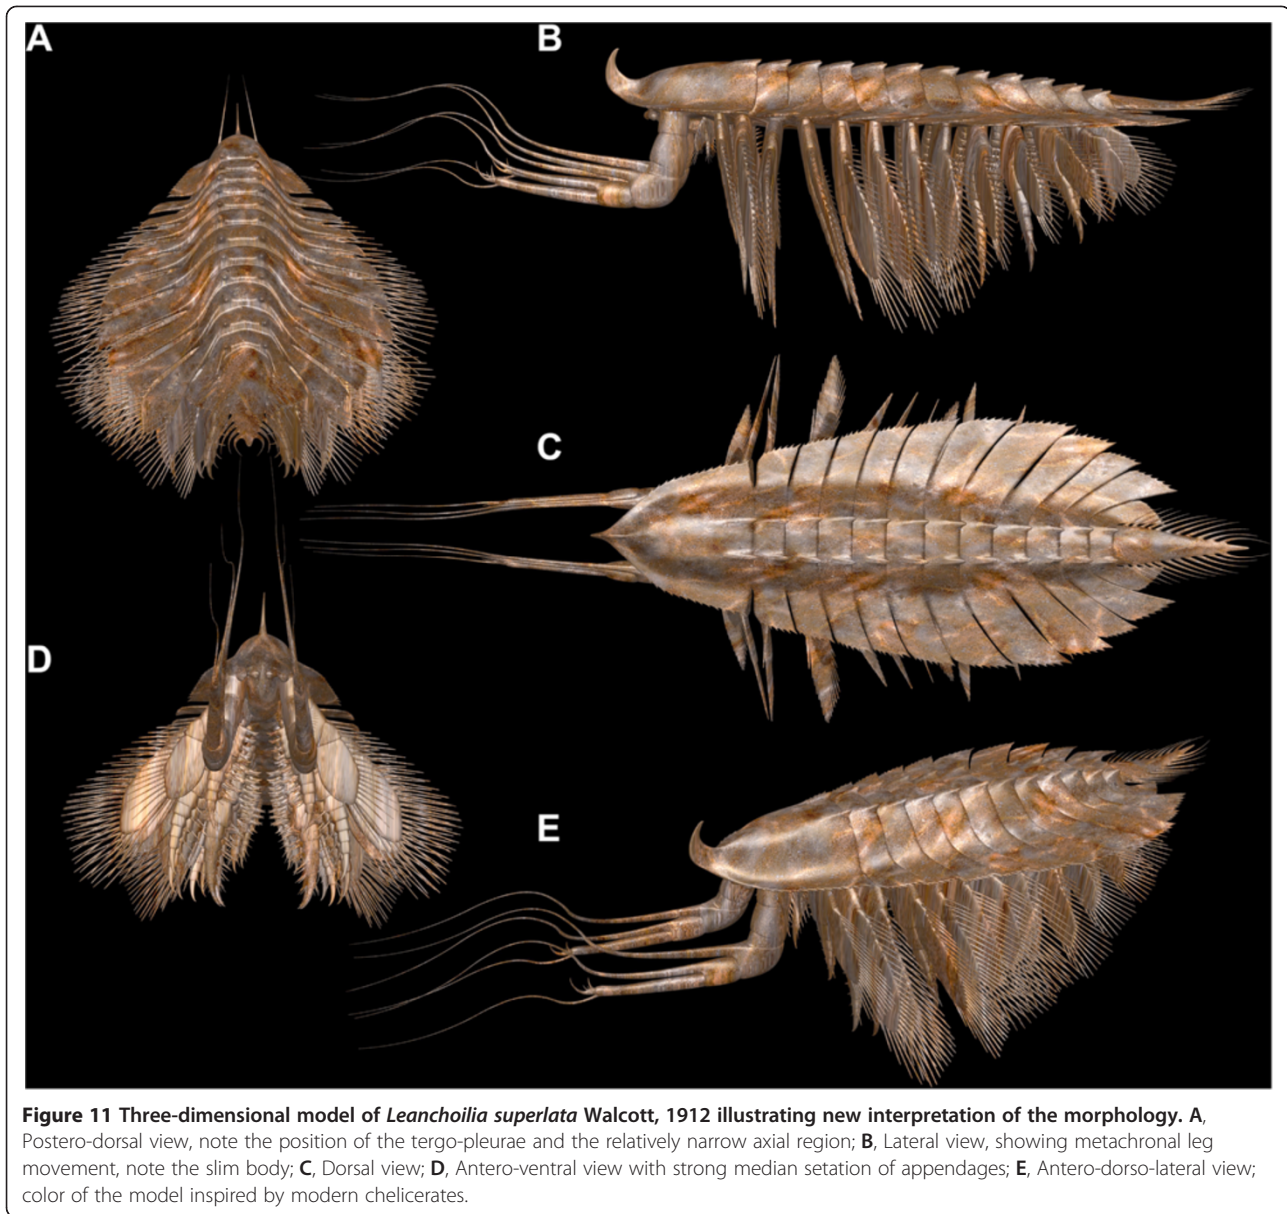 A
B
C
D
E
Figure 11 Three-dimensional model of Leanchoilia superlata Walcott, 1912 illustrating new interpretation of the morphology. A,
Postero-dorsal view, note the position of the tergo-pleurae and the relatively narrow axial region; B, Lateral view, showing metachronal leg
movement, note the slim body; C, Dorsal view; D, Antero-ventral view with strong median setation of appendages; E, Antero-dorso-lateral view;
color of the model inspired by modern chelicerates.